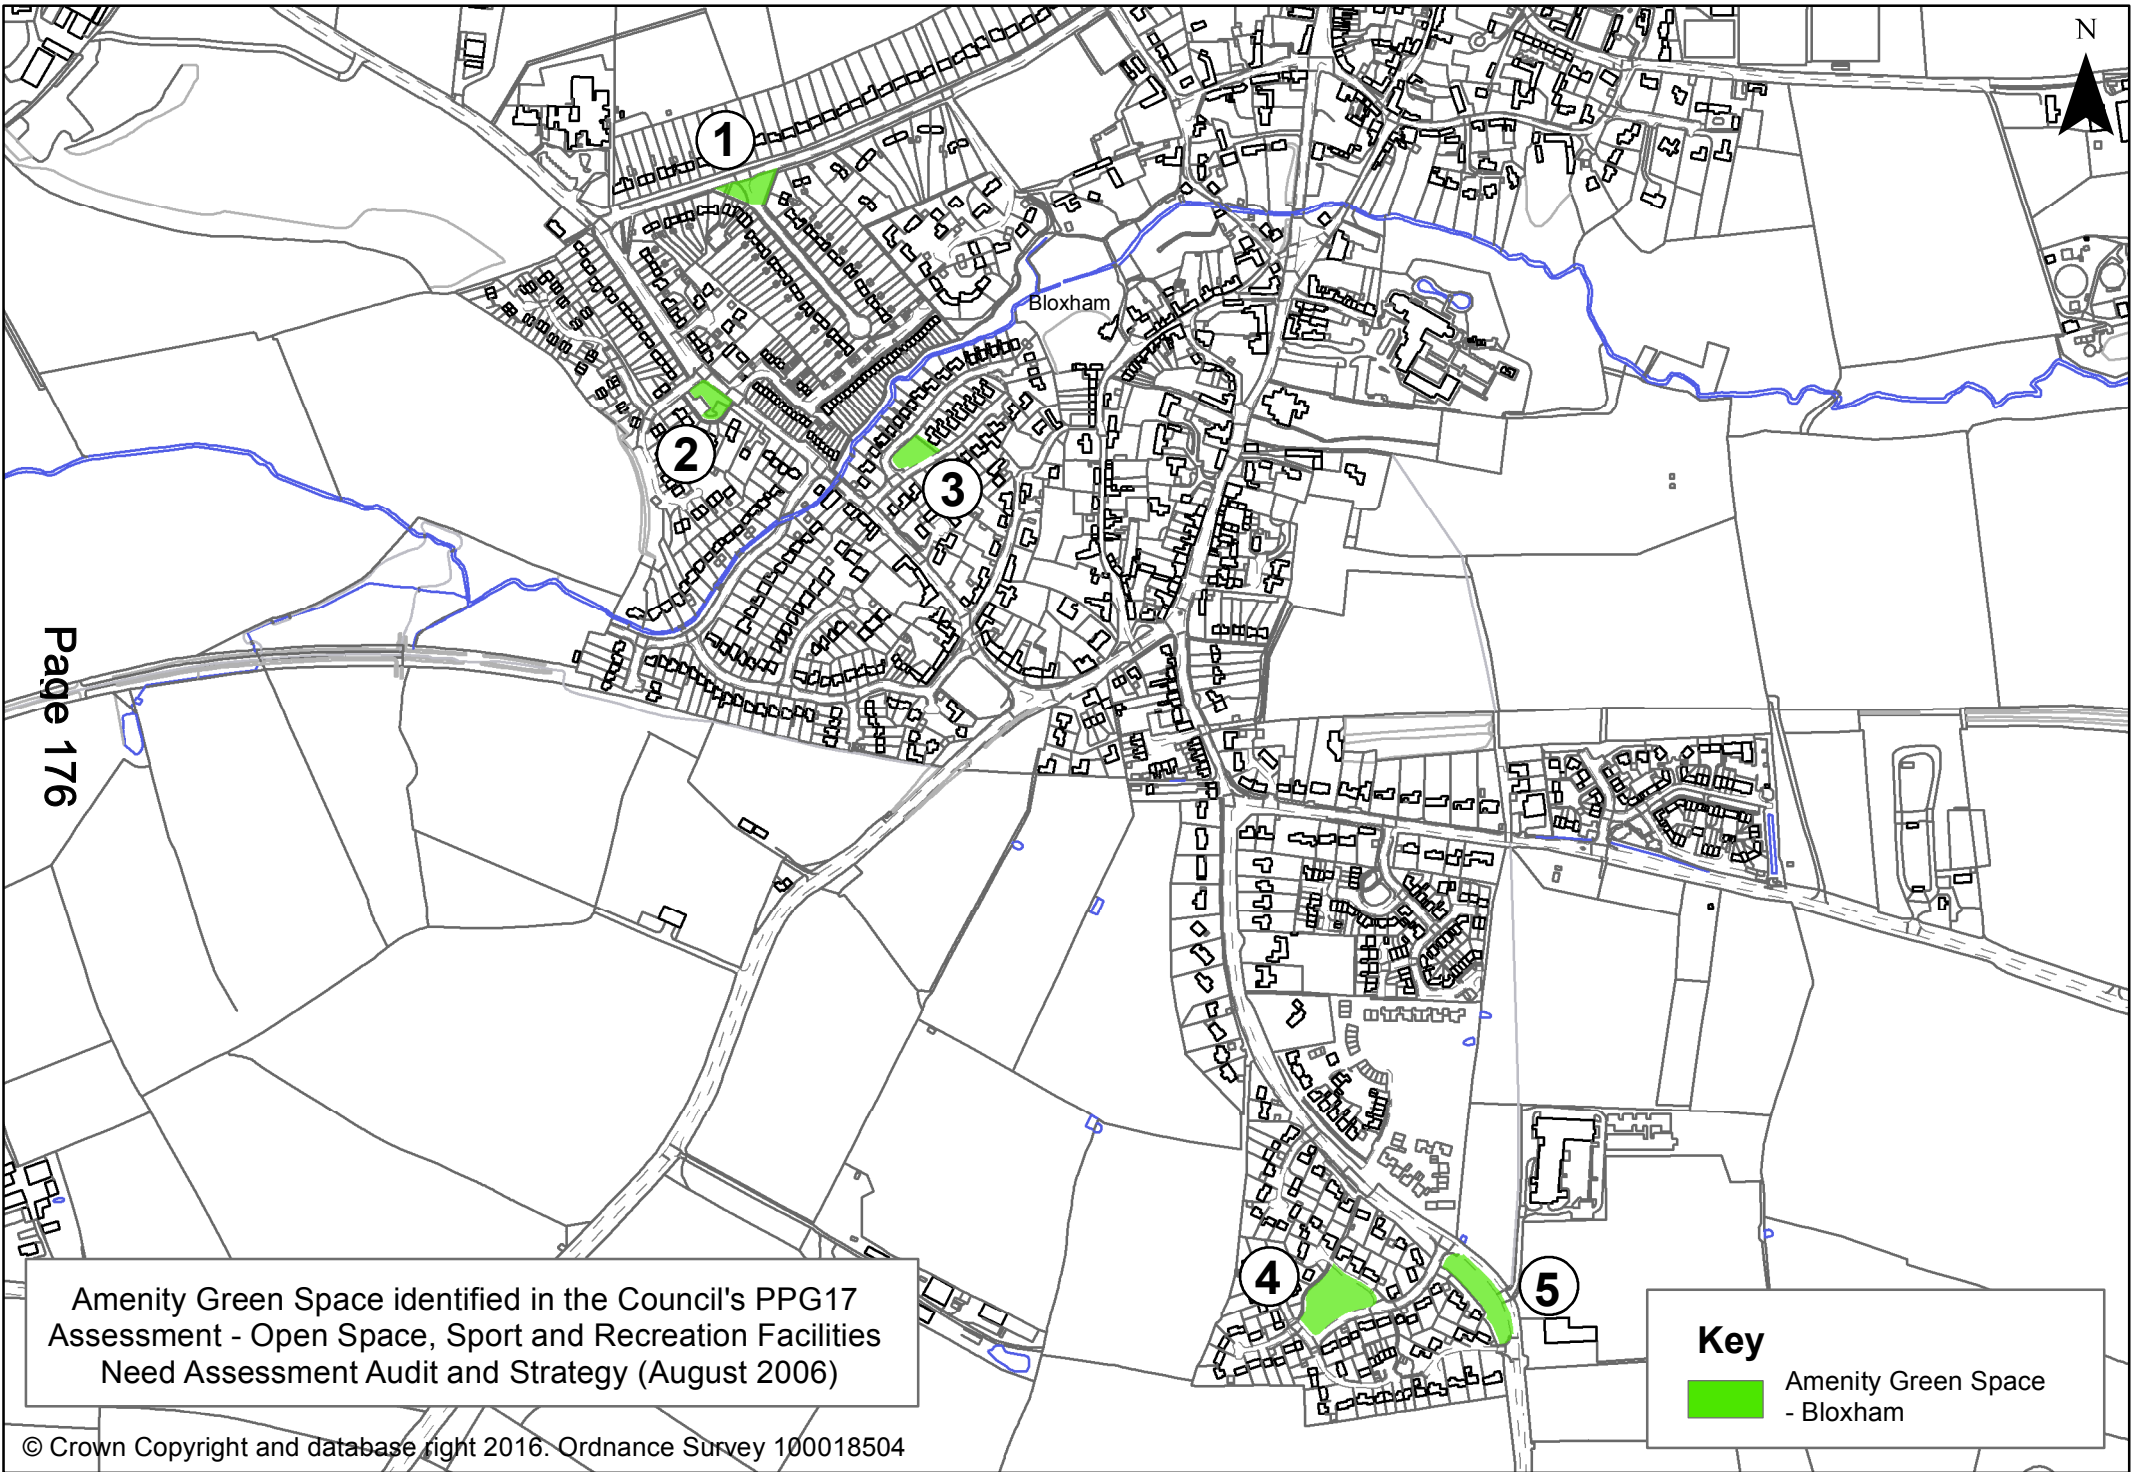 N
1
Bloxham
2
3
Page 176
4
5
Amenity Green Space identified in the Council's PPG17
Assessment - Open Space, Sport and Recreation Facilities
Need Assessment Audit and Strategy (August 2006)
Key
Amenity Green Space
- Bloxham
© Crown Copyright and database right 2016. Ordnance Survey 100018504